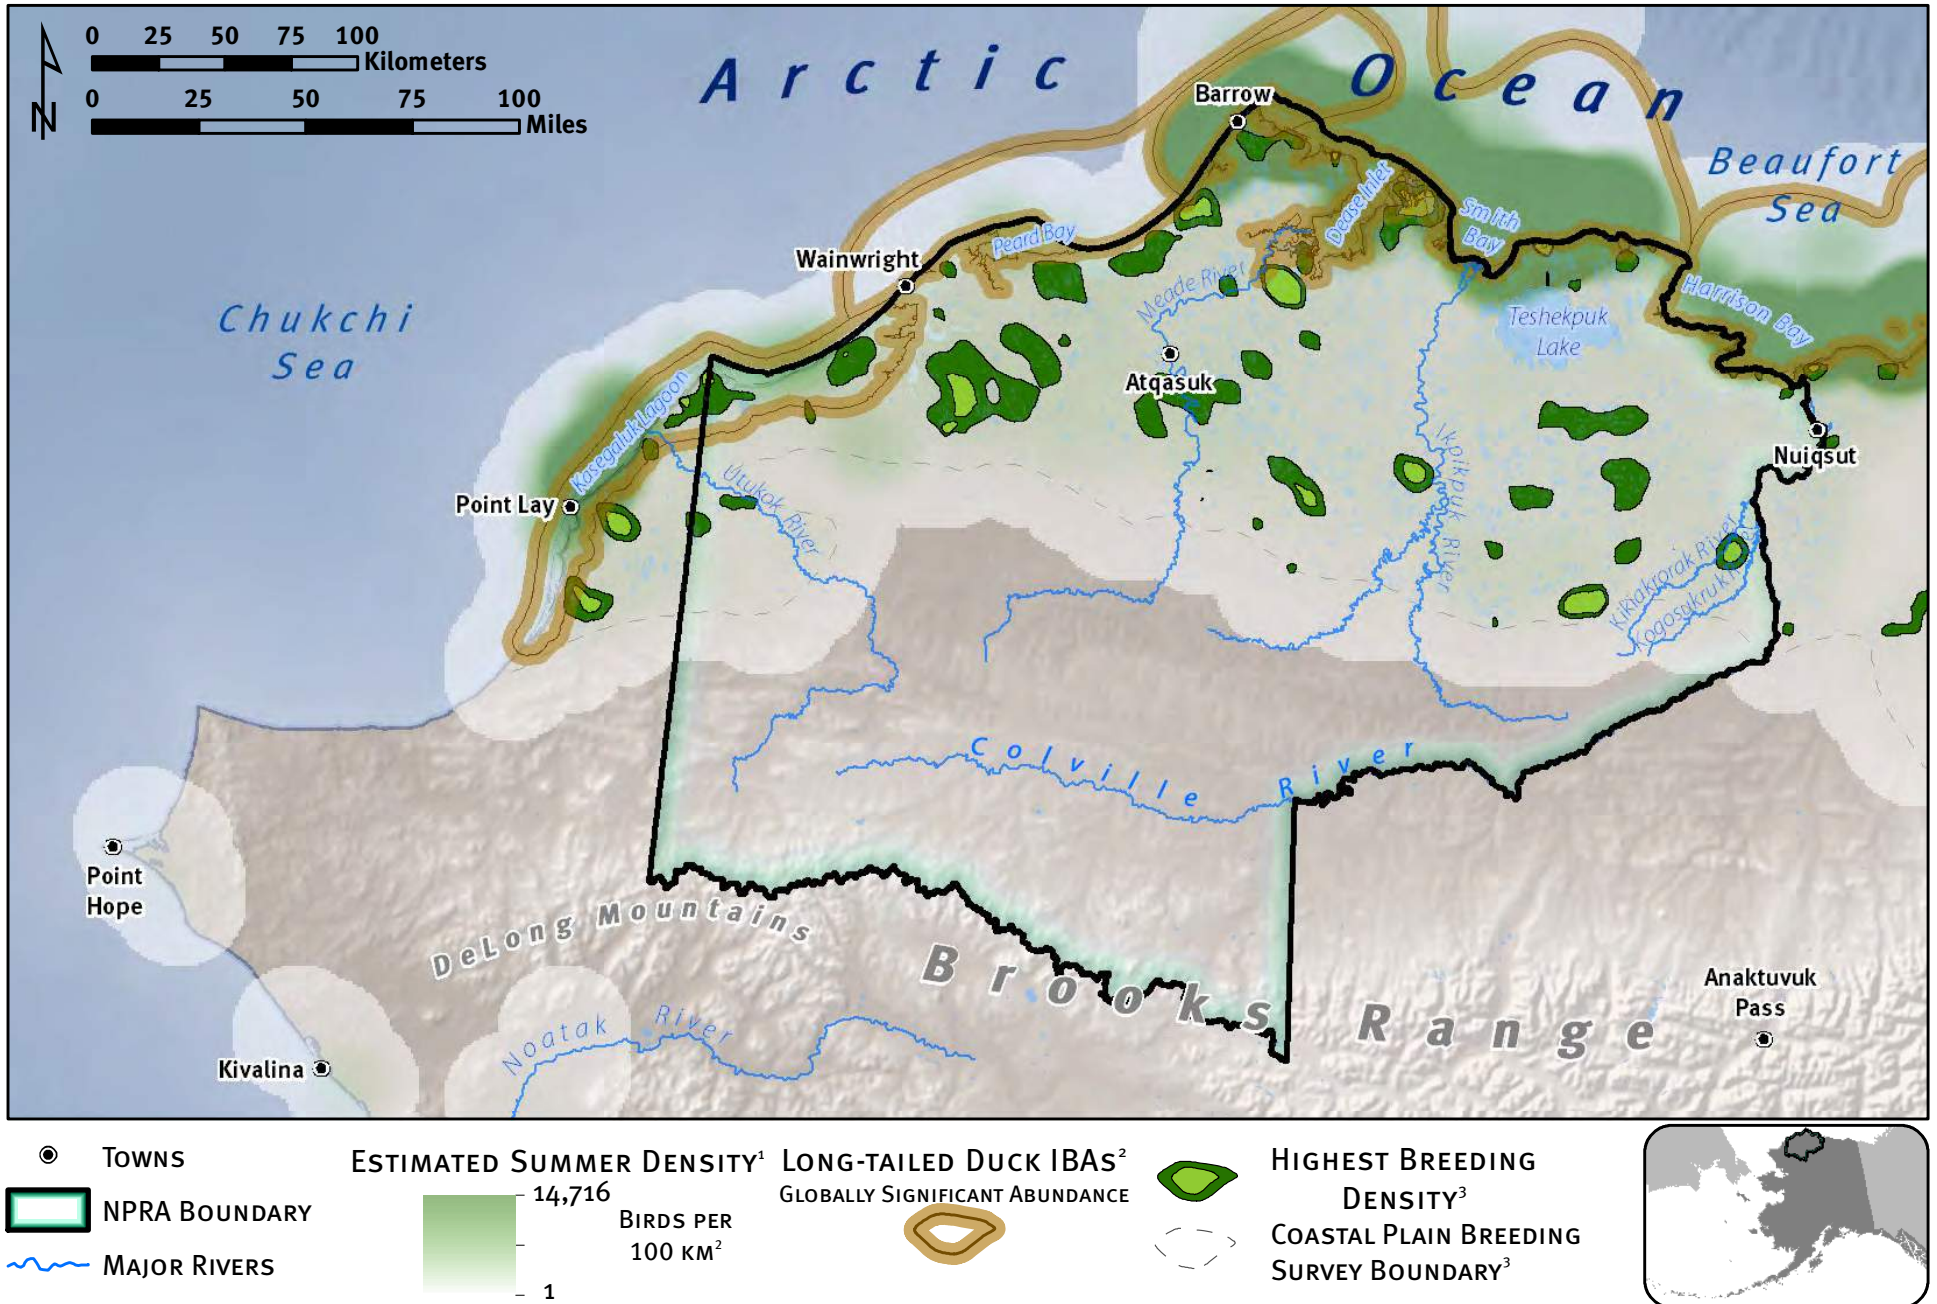 0 25 50 75 100
Kilometers
0 25 50 75 100
Miles
N
Arctic Ocean
Barrow
Beaufort
Sea
Dease Inlet
Smith
Bay
Peard Bay
Wainwright
Meade River
Harrison Bay
Chukchi
Sea
Teshekpuk
Lake
Atqasuk
Kasegaluk Lagoon
Ikpikpuk River
Nuiqsut
Utukok River
Point Lay
Kikiakrorak River
Kogosukruk R
Colville River
Point
Hope
DeLong Mountains
Brooks Range
Anaktuvuk
Pass
Noatak River
Kivalina
Towns
NPRA Boundary
Major Rivers
Estimated Summer Density¹
14,716
Birds per
100 km²
1
Long-tailed Duck IBAs²
Globally Significant Abundance
Highest Breeding
Density³
Coastal Plain Breeding
Survey Boundary³